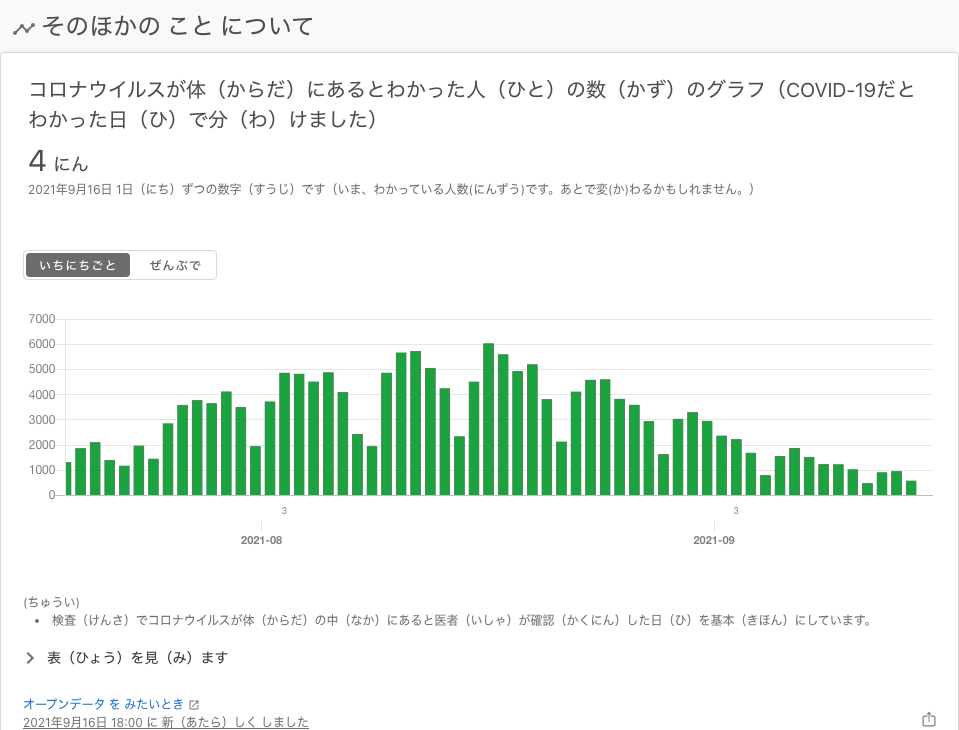 そのほかの こと について
コロナウイルスが体（からだ）にあるとわかった人（ひと）の数（かず）のグラフ（COVID-19だと
わかった日（ひ）で分（わ）けました）
4 にん
2021年9月16日 1日（にち）ずつの数字（すうじ）です（いま、わかっている人数(にんずう)です。あとで変(か)わるかもしれません。）
いちにちごと ぜんぶで
7000
6000
5000
4000
3000
2000
1000
0
3 3
2021-08 2021-09
(ちゅうい)
• 検査（けんさ）でコロナウイルスが体（からだ）の中（なか）にあると医者（いしゃ）が確認（かくにん）した日（ひ）を基本（きほん）にしています。
表（ひょう）を見（み）ます
オープンデータ を みたいとき
2021年9月16日 18:00 に 新（あたら）しく しました